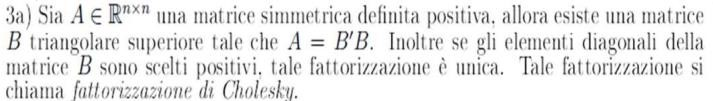 3a) Sia A ∈ ℝⁿˣⁿ una matrice simmetrica definita positiva, allora esiste una matrice
B triangolare superiore tale che A = B′B. Inoltre se gli elementi diagonali della
matrice B sono scelti positivi, tale fattorizzazione è unica. Tale fattorizzazione si
chiama fattorizzazione di Cholesky.